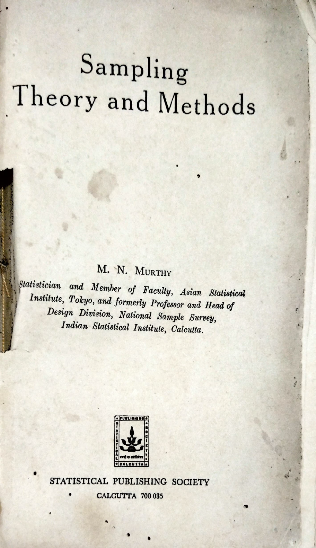 Sampling
Theory and Methods
M. N. MURTHY
Statistician and Member of Faculty, Asian Statistical
Institute, Tokyo, and formerly Professor and Head of
Design Division, National Sample Survey,
Indian Statistical Institute, Calcutta.
STATISTICAL PUBLISHING SOCIETY
CALCUTTA 700 035